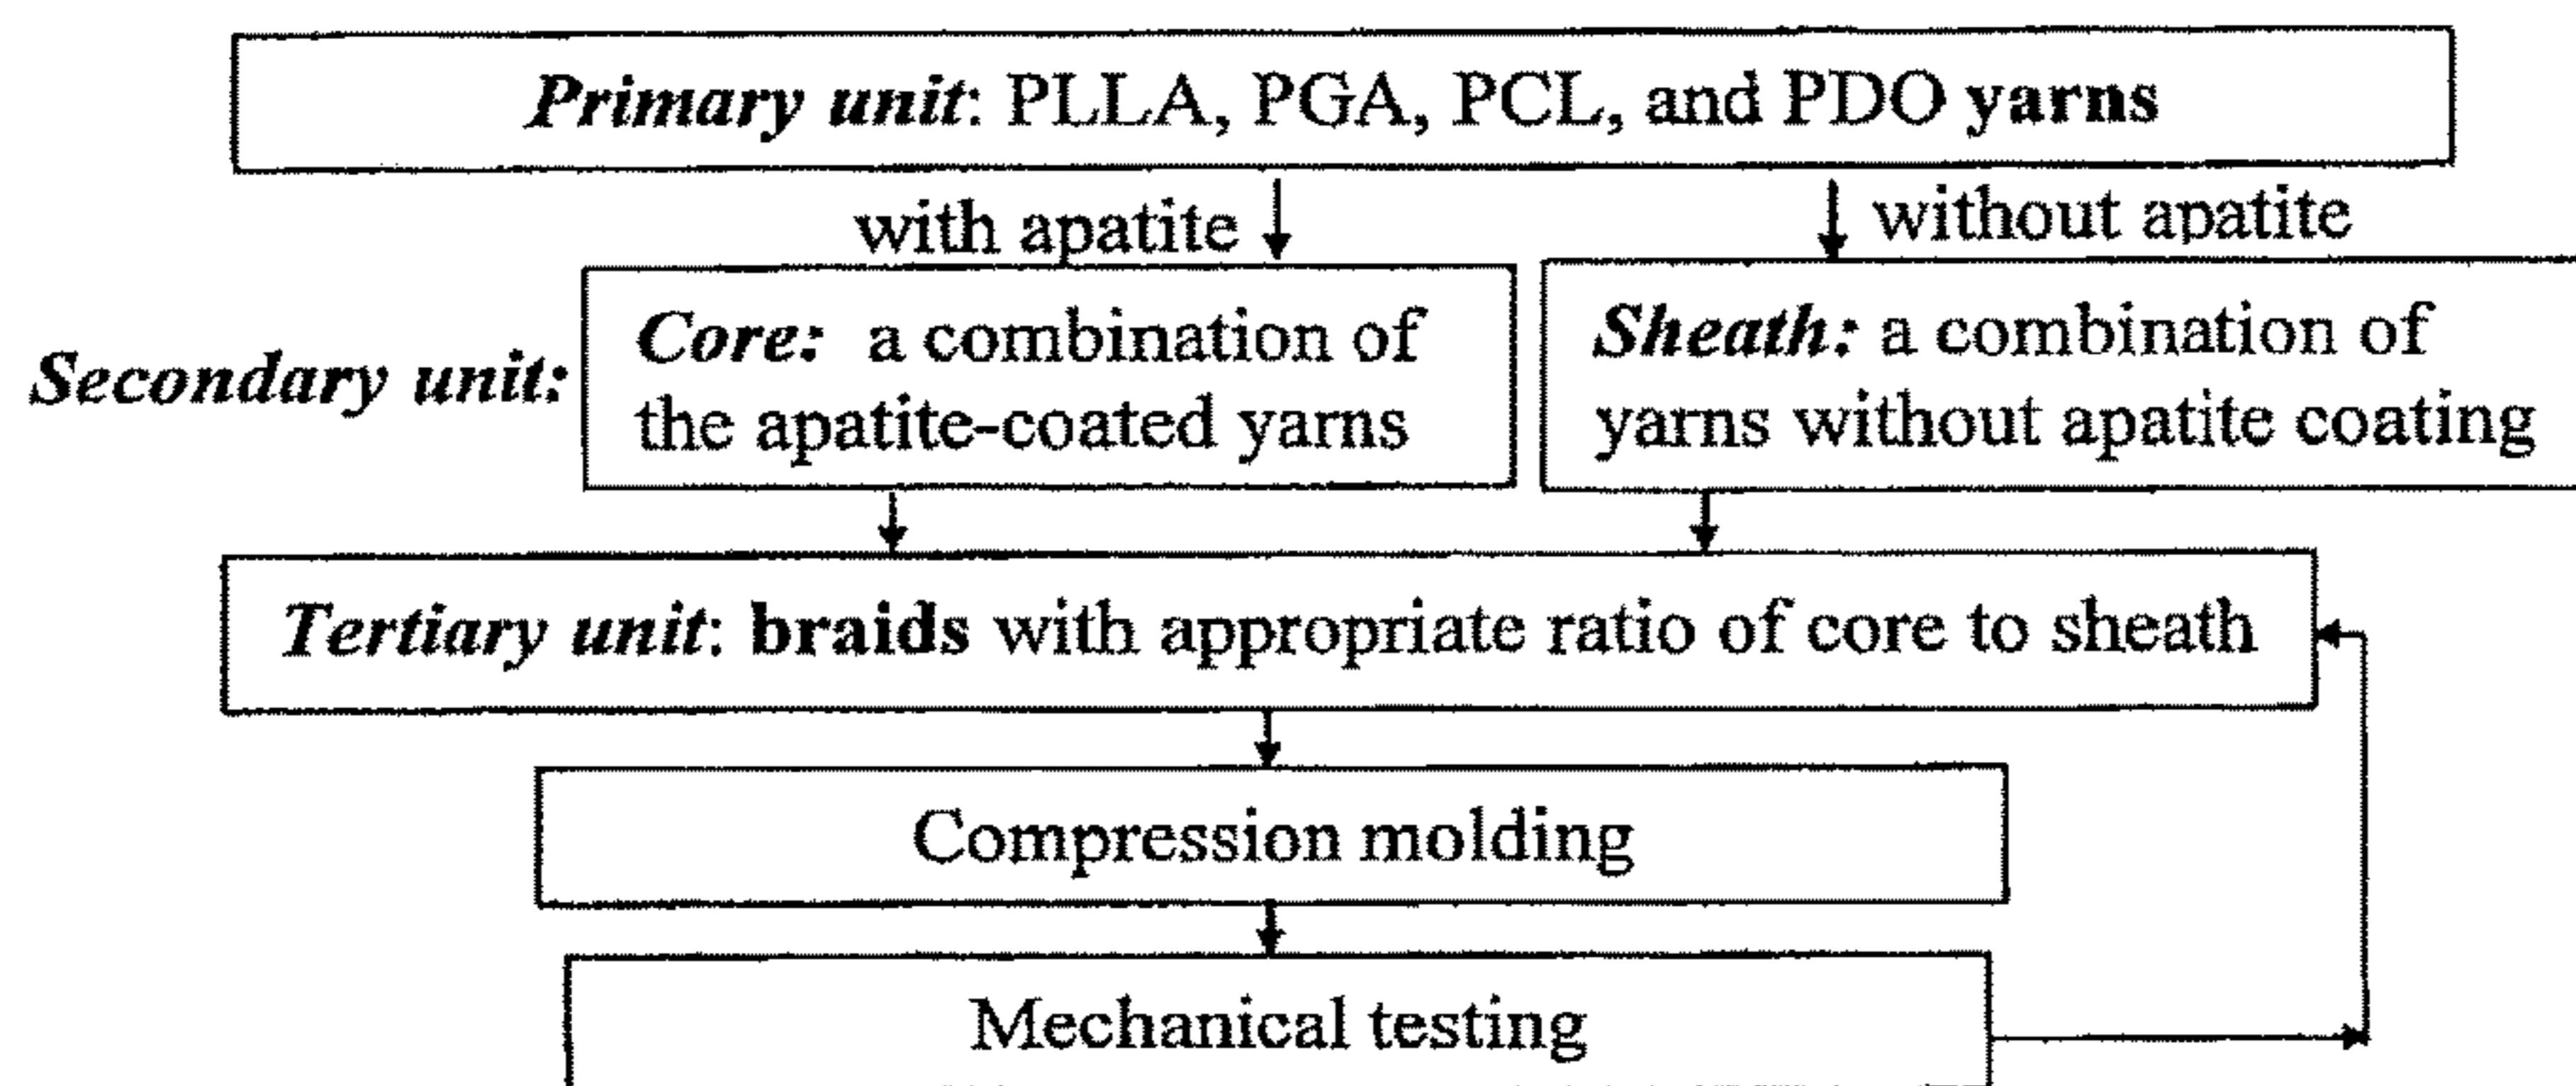 Primary unit: PLLA, PGA, PCL, and PDO yarns
with apatite
without apatite
Secondary unit:
Core: a combination of
the apatite-coated yarns
Sheath: a combination of
yarns without apatite coating
Tertiary unit: braids with appropriate ratio of core to sheath
Compression molding
Mechanical testing